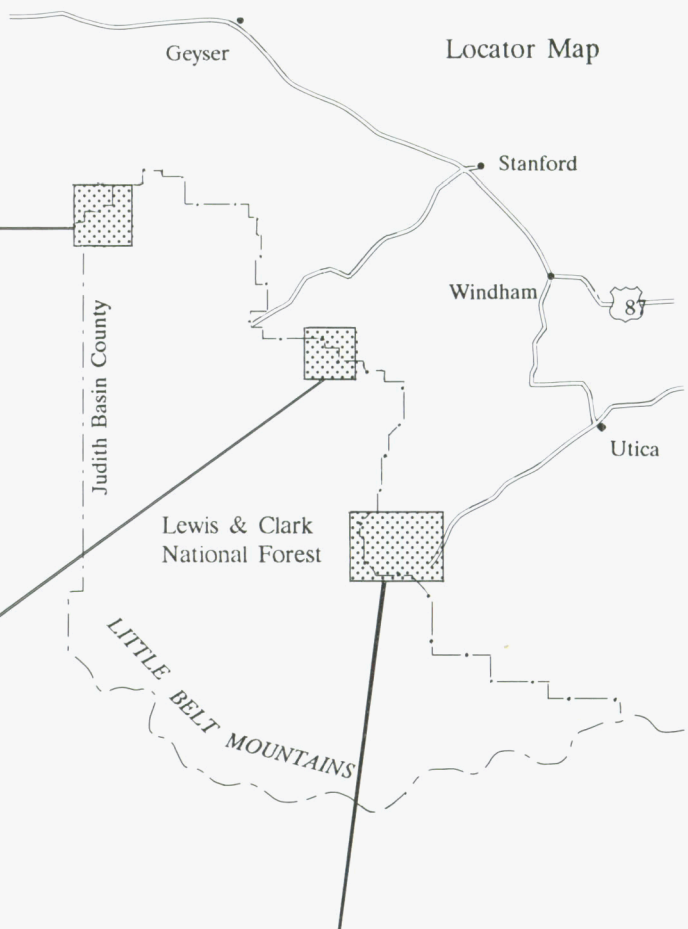 Geyser
Locator Map
Stanford
Windham
87
Judith Basin County
Utica
Lewis & Clark
National Forest
LITTLE BELT MOUNTAINS